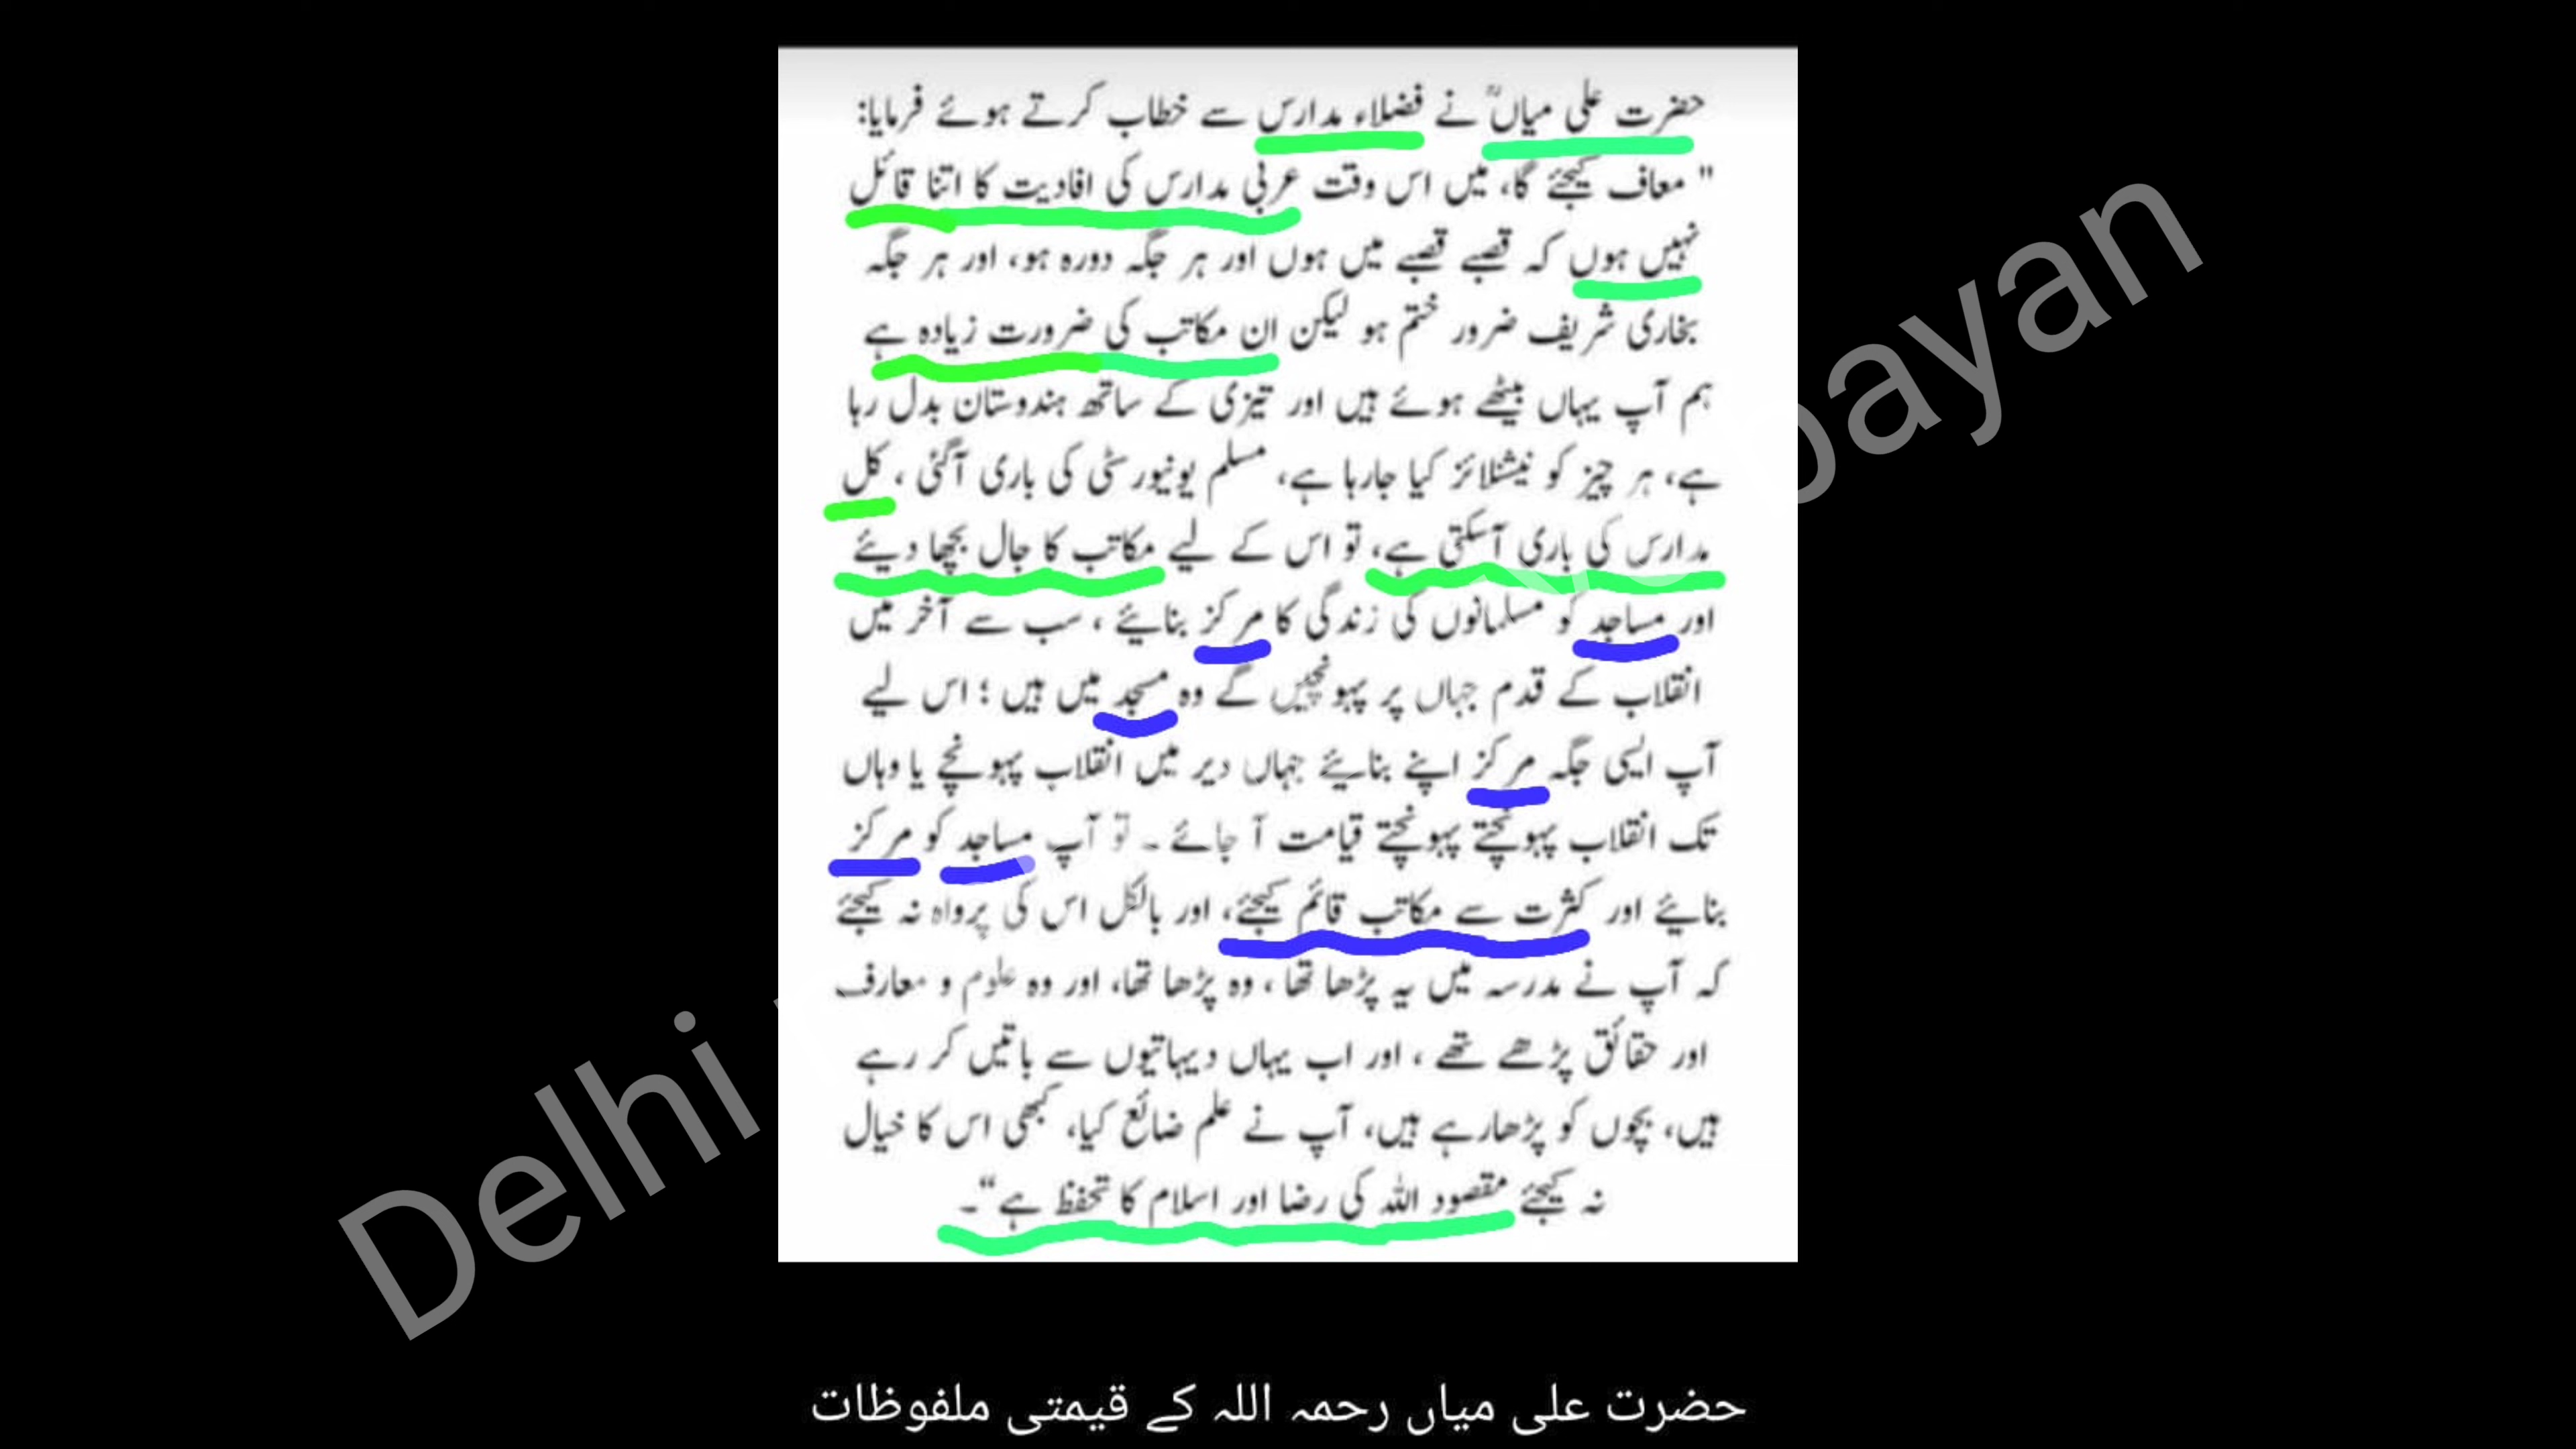 حضرت علی میاںؒ نے فضلاء مدارس سے خطاب کرتے ہوئے فرمایا:
" معاف کیجئے گا، میں اس وقت عربی مدارس کی افادیت کا اتنا قائل
نہیں ہوں کہ قصبے قصبے میں ہوں اور ہر جگہ دورہ ہو، اور ہر جگہ
بخاری شریف ضرور ختم ہو لیکن ان مکاتب کی ضرورت زیادہ ہے
ہم آپ یہاں بیٹھے ہوئے ہیں اور تیزی کے ساتھ ہندوستان بدل رہا
ہے، ہر چیز کو نیشنلائز کیا جارہا ہے، مسلم یونیورسٹی کی باری آگئی ، کل
مدارس کی باری آسکتی ہے، تو اس کے لیے مکاتب کا جال بچھا دیئے
اور مساجد کو مسلمانوں کی زندگی کا مرکز بنائیے ، سب سے آخر میں
انقلاب کے قدم جہاں پر پہونچیں گے وہ مسجد میں ہیں ؛ اس لیے
آپ ایسی جگہ مرکز اپنے بنائیے جہاں دیر میں انقلاب پہونچے یا وہاں
تک انقلاب پہونچتے پہونچتے قیامت آ جائے ۔ تو آپ مساجد کو مرکز
بنائیے اور کثرت سے مکاتب قائم کیجئے، اور بالکل اس کی پرواہ نہ کیجئے
کہ آپ نے مدرسہ میں یہ پڑھا تھا ، وہ پڑھا تھا، اور وہ علوم و معارف
اور حقائق پڑھے تھے ، اور اب یہاں دیہاتیوں سے باتیں کر رہے
ہیں، بچوں کو پڑھارہے ہیں، آپ نے علم ضائع کیا، کبھی اس کا خیال
نہ کیجئے مقصود اللہ کی رضا اور اسلام کا تحفظ ہے“۔
حضرت علی میاں رحمہ اللہ کے قیمتی ملفوظات
Delhi
bayan